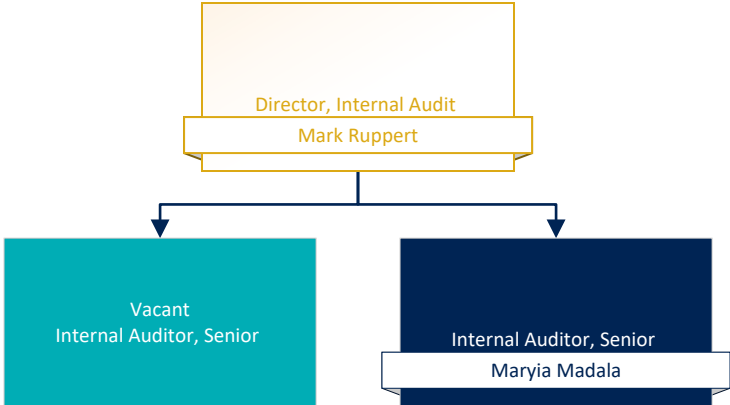 Director, Internal Audit
Mark Ruppert
Vacant
Internal Auditor, Senior
Internal Auditor, Senior
Maryia Madala